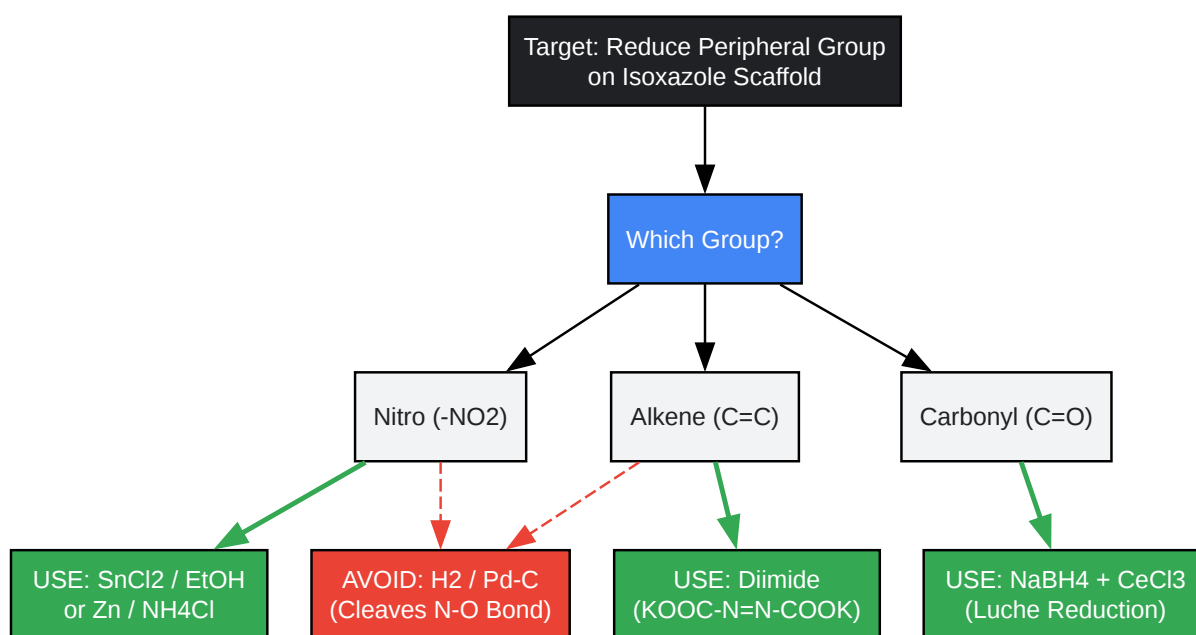 Target: Reduce Peripheral Group
on Isoxazole Scaffold
Which Group?
Nitro (-NO2)
Alkene (C=C)
Carbonyl (C=O)
USE: SnCl2 / EtOH
or Zn / NH4Cl
AVOID: H2 / Pd-C
(Cleaves N-O Bond)
USE: Diimide
(KOOC-N=N-COOK)
USE: NaBH4 + CeCl3
(Luche Reduction)